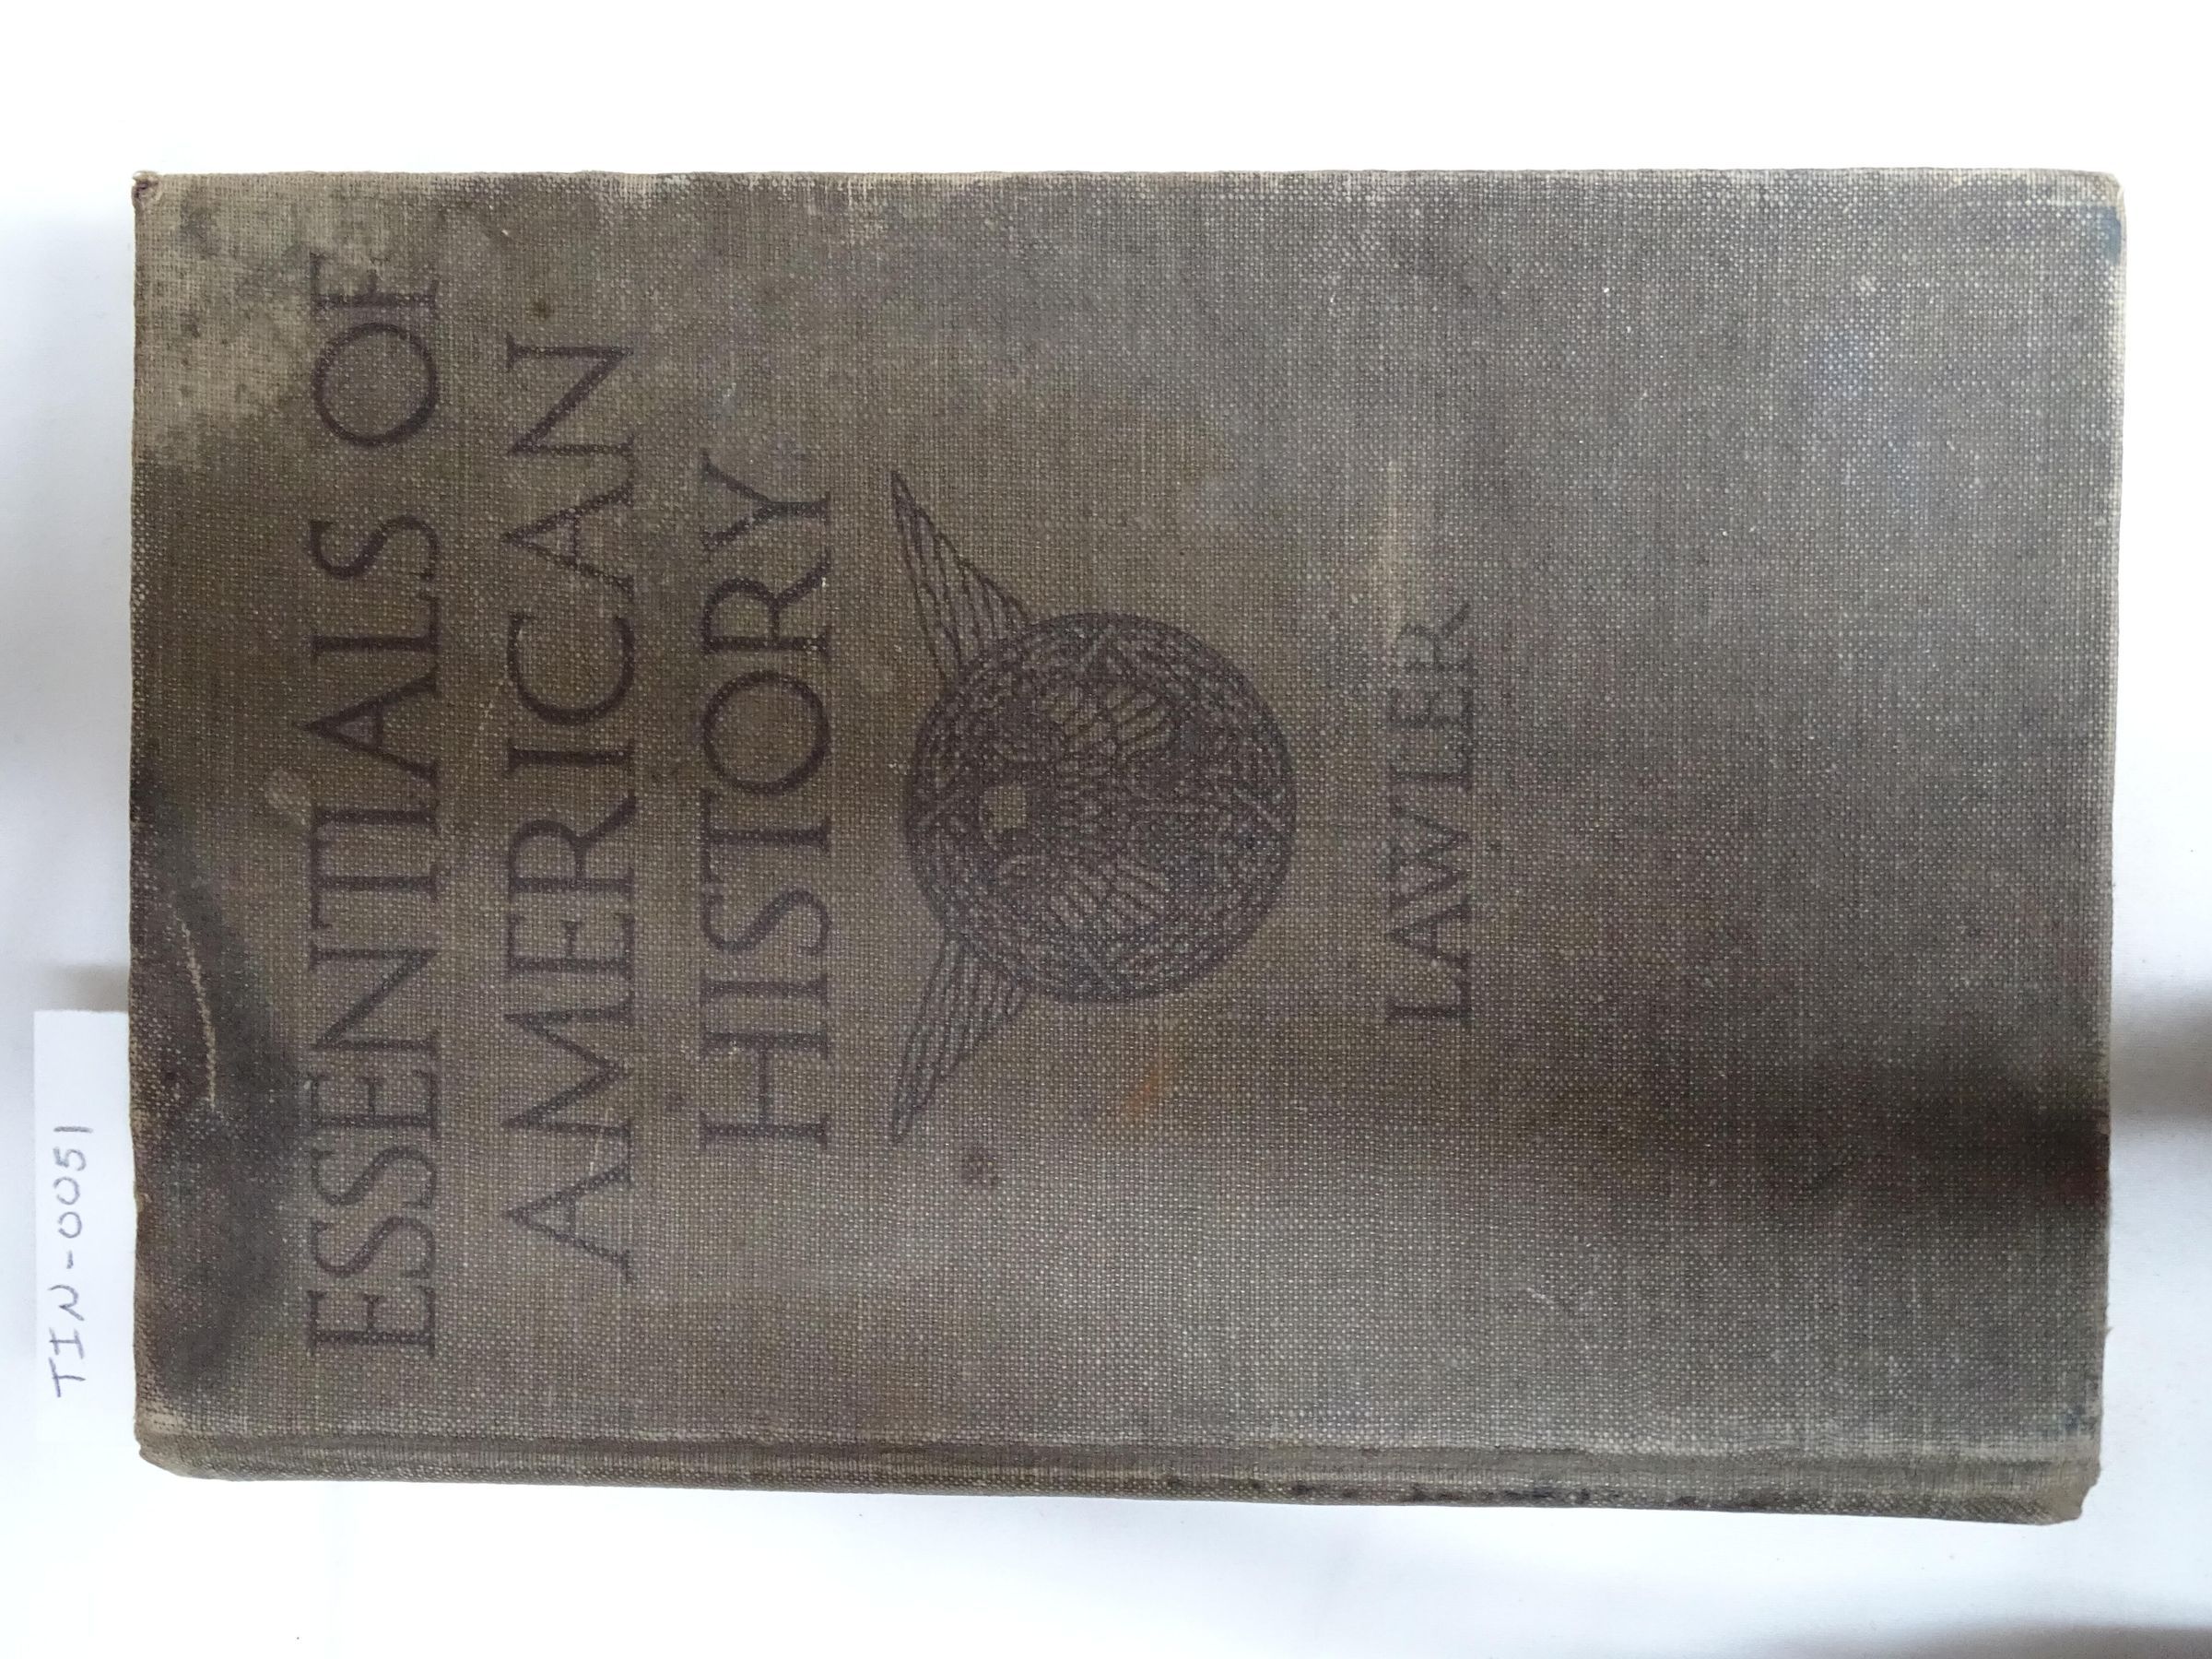 TIN-0051
ESSENTIALS OF
AMERICAN
HISTORY
LAWLER